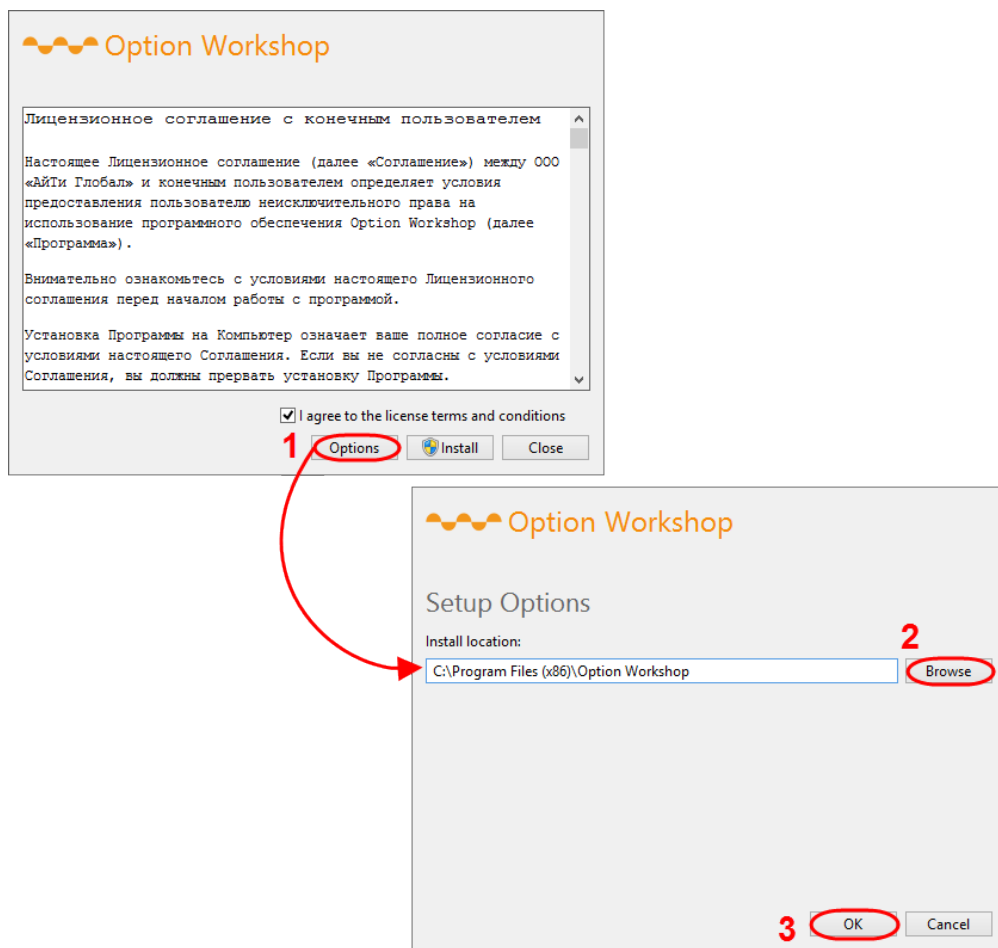 Option Workshop
Лицензионное соглашение с конечным пользователем
Настоящее Лицензионное соглашение (далее «Соглашение») между ООО
«АйТи Глобал» и конечным пользователем определяет условия
предоставления пользователю неисключительного права на
использование программного обеспечения Option Workshop (далее
«Программа»).
Внимательно ознакомьтесь с условиями настоящего Лицензионного
соглашения перед началом работы с программой.
Установка Программы на Компьютер означает ваше полное согласие с
условиями настоящего Соглашения. Если вы не согласны с условиями
Соглашения, вы должны прервать установку Программы.
I agree to the license terms and conditions
1 Options Install Close
Option Workshop
Setup Options
Install location:
2
C:\Program Files (x86)\Option Workshop Browse
3 OK Cancel